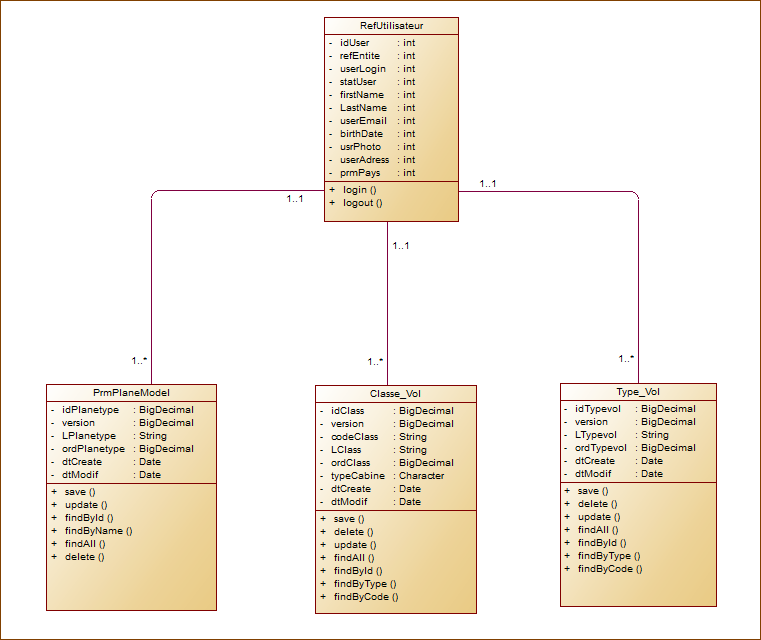 RefUtilisateur
- idUser : int
- refEntite : int
- userLogin : int
- statUser : int
- firstName : int
- LastName : int
- userEmail : int
- birthDate : int
- usrPhoto : int
- userAdress : int
- prmPays : int
+ login ()
+ logout ()
1..1
1..1
1..1
1..*
1..*
1..*
PrmPlaneModel
- idPlanetype : BigDecimal
- version : BigDecimal
- LPlanetype : String
- ordPlanetype : BigDecimal
- dtCreate : Date
- dtModif : Date
+ save ()
+ update ()
+ findById ()
+ findByName ()
+ findAll ()
+ delete ()
Classe_Vol
- idClass : BigDecimal
- version : BigDecimal
- codeClass : String
- LClass : String
- ordClass : BigDecimal
- typeCabine : Character
- dtCreate : Date
- dtModif : Date
+ save ()
+ delete ()
+ update ()
+ findAll ()
+ findById ()
+ findByType ()
+ findByCode ()
Type_Vol
- idTypevol : BigDecimal
- version : BigDecimal
- LTypevol : String
- ordTypevol : BigDecimal
- dtCreate : Date
- dtModif : Date
+ save ()
+ delete ()
+ update ()
+ findAll ()
+ findById ()
+ findByType ()
+ findByCode ()